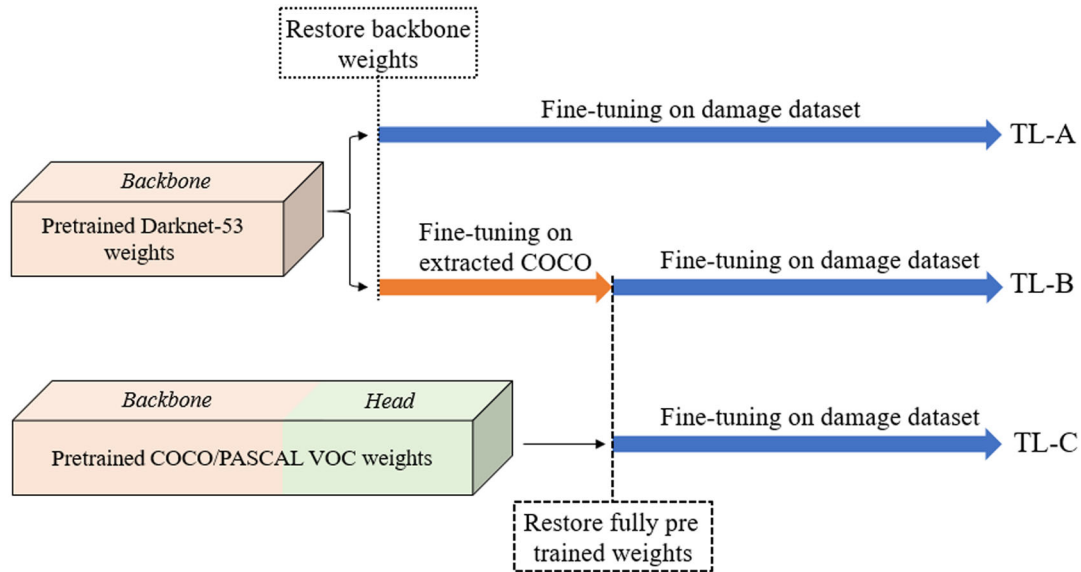 Restore backbone
weights
Fine-tuning on damage dataset
TL-A
Backbone
Pretrained Darknet-53
weights
Fine-tuning on
extracted COCO
Fine-tuning on damage dataset
TL-B
Backbone
Head
Pretrained COCO/PASCAL VOC weights
Fine-tuning on damage dataset
TL-C
Restore fully pre
trained weights